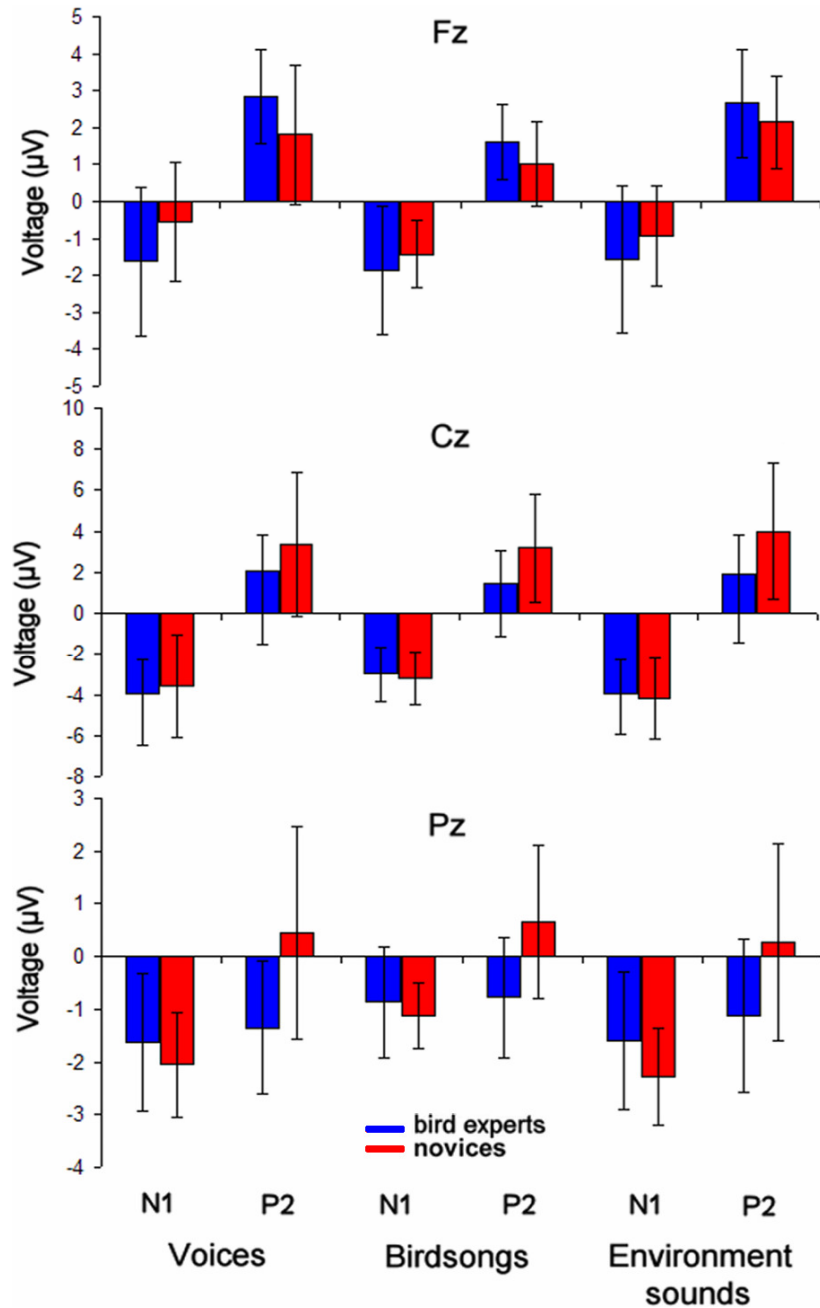 Fz
Voltage (µV)
5
4
3
2
1
0
-1
-2
-3
-4
-5
Cz
Voltage (µV)
10
8
6
4
2
0
-2
-4
-6
-8
Pz
Voltage (µV)
3
2
1
0
-1
-2
-3
-4
bird experts
novices
N1 P2 N1 P2 N1 P2
Voices Birdsongs Environment
sounds